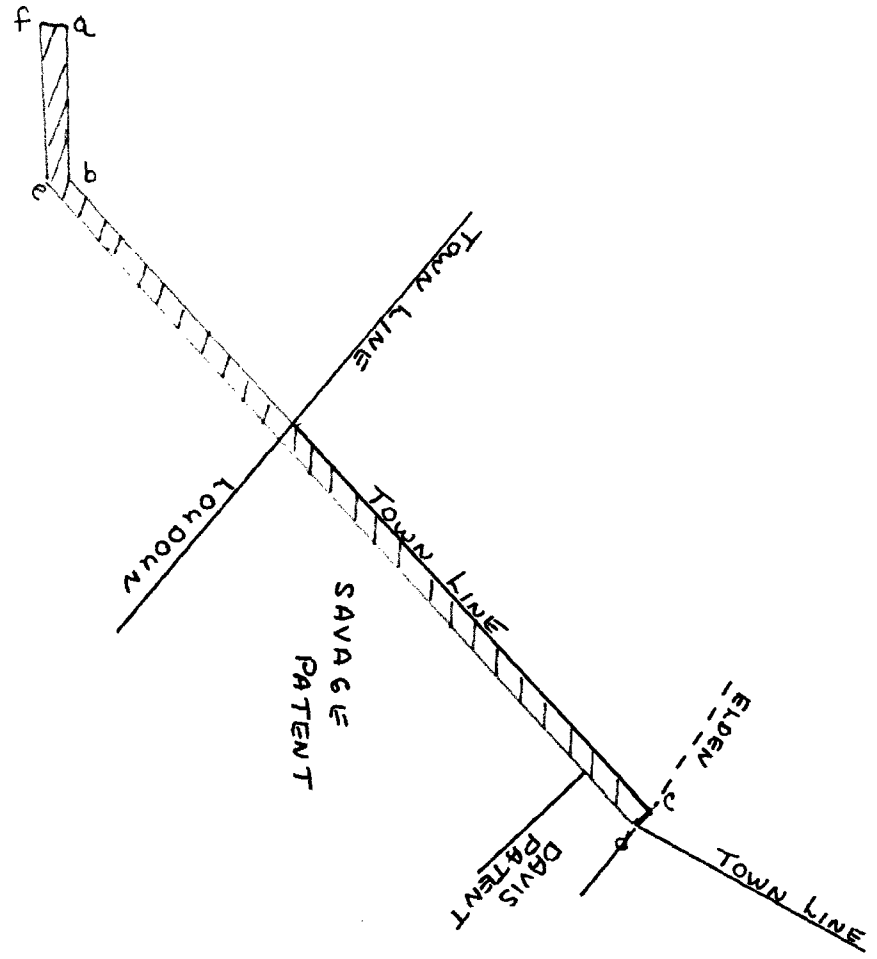 f a
e b
TOWN LINE
LOUDOUN
TOWN LINE
SAVAGE
PATENT
ELDEN
c
d
DAVIS
PATENT
TOWN LINE